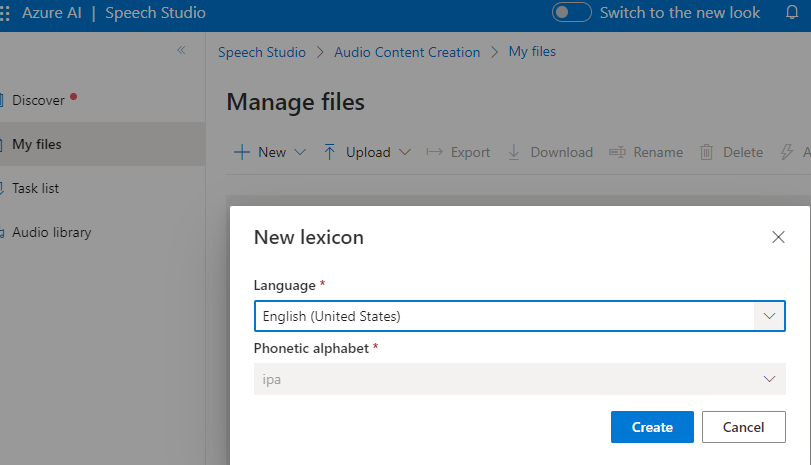 Azure AI | Speech Studio Switch to the new look
Speech Studio > Audio Content Creation > My files
Discover
My files
Task list
Audio library
Manage files
New Upload Export Download Rename Delete A
New lexicon
Language *
English (United States)
Phonetic alphabet *
ipa
Create Cancel